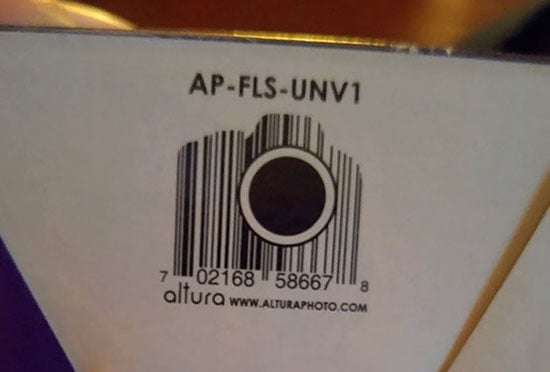 AP-FLS-UNV1
7 02168 58667 8
altura WWW.ALTURAPHOTO.COM